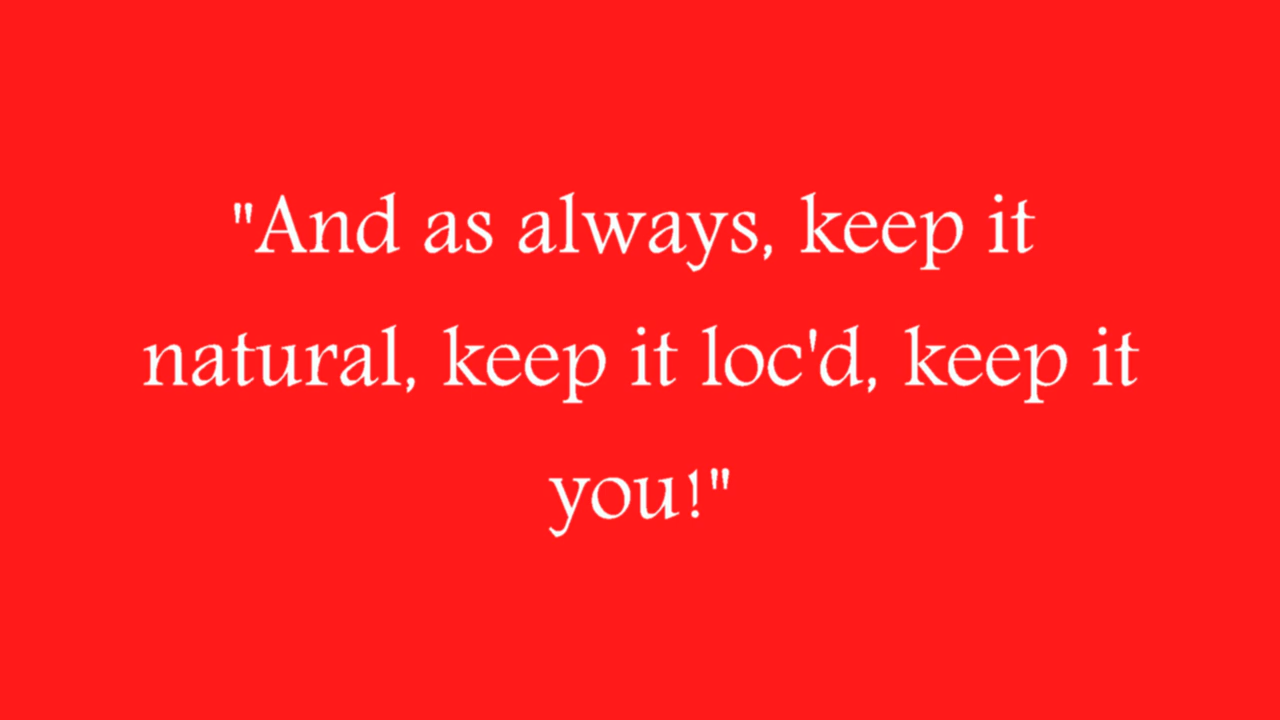 "And as always, keep it
natural, keep it loc'd, keep it
you!"